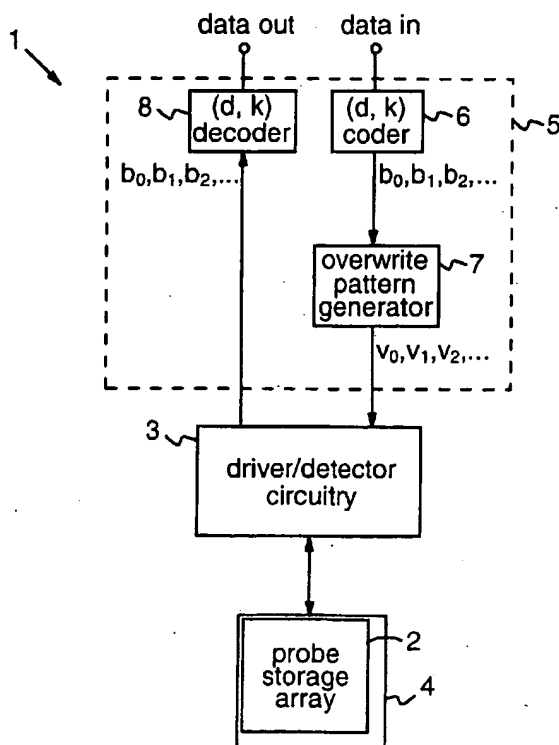 data out
data in
1
8
(d, k)
decoder
(d, k)
coder
6
5
b0,b1,b2,...
b0,b1,b2,...
overwrite
pattern
generator
7
v0,v1,v2,...
3
driver/detector
circuitry
probe
storage
array
2
4